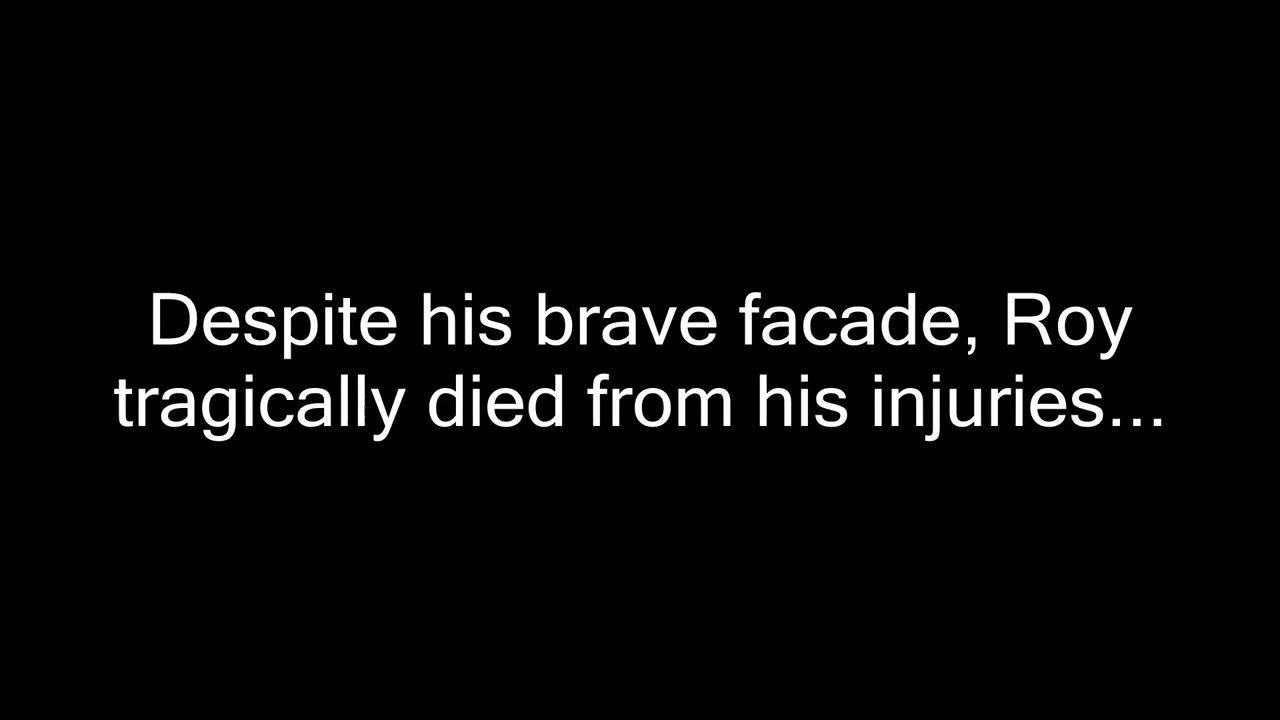 Despite his brave facade, Roy
tragically died from his injuries...